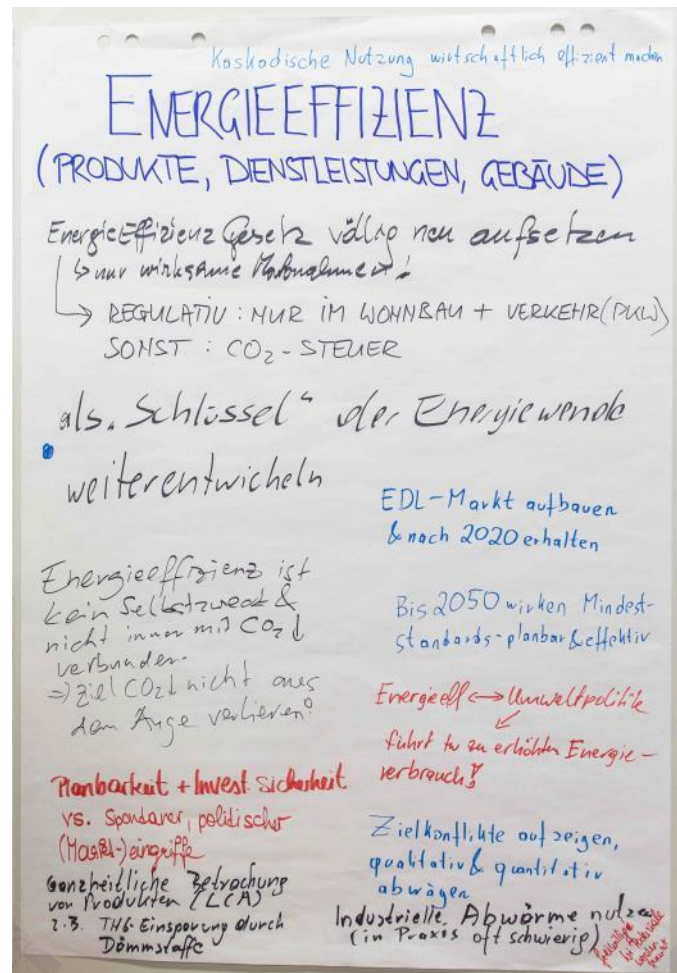 Kaskadische Nutzung wirtschaftlich effizient machen
ENERGIEEFFIZIENZ
(PRODUKTE, DIENSTLEISTUNGEN, GEBÄUDE)
EnergieEffizienz Gesetz völlig neu aufsetzen
↳ nur wirksame Maßnahmen!
→ REGULATIV: NUR IM WOHNBAU + VERKEHR (PKW)
SONST: CO₂-STEUER
als „Schlüssel“ der Energiewende
weiterentwickeln
EDL-Markt aufbauen
& nach 2020 erhalten
Energieeffizienz ist
kein Selbstzweck &
nicht immer mit CO₂↓
verbunden.
⇒ Ziel CO₂↓ nicht aus
dem Auge verlieren!
Bis 2050 wirken Mindest-
standards - planbar & effektiv
Energieeff ↔ Umweltpolitik
führt tw zu erhöhten Energie-
verbrauch!
Planbarkeit + Invest. Sicherheit
vs. Spontaner, politischer
(Markt-)eingriffe
Zielkonflikte aufzeigen,
qualitativ & quantitativ
abwägen
Ganzheitliche Betrachung
von Produkten (LCA)
z.B. THG-Einsparung durch
Dämmstoffe
Industrielle Abwärme nutzen
(in Praxis oft schwierig)